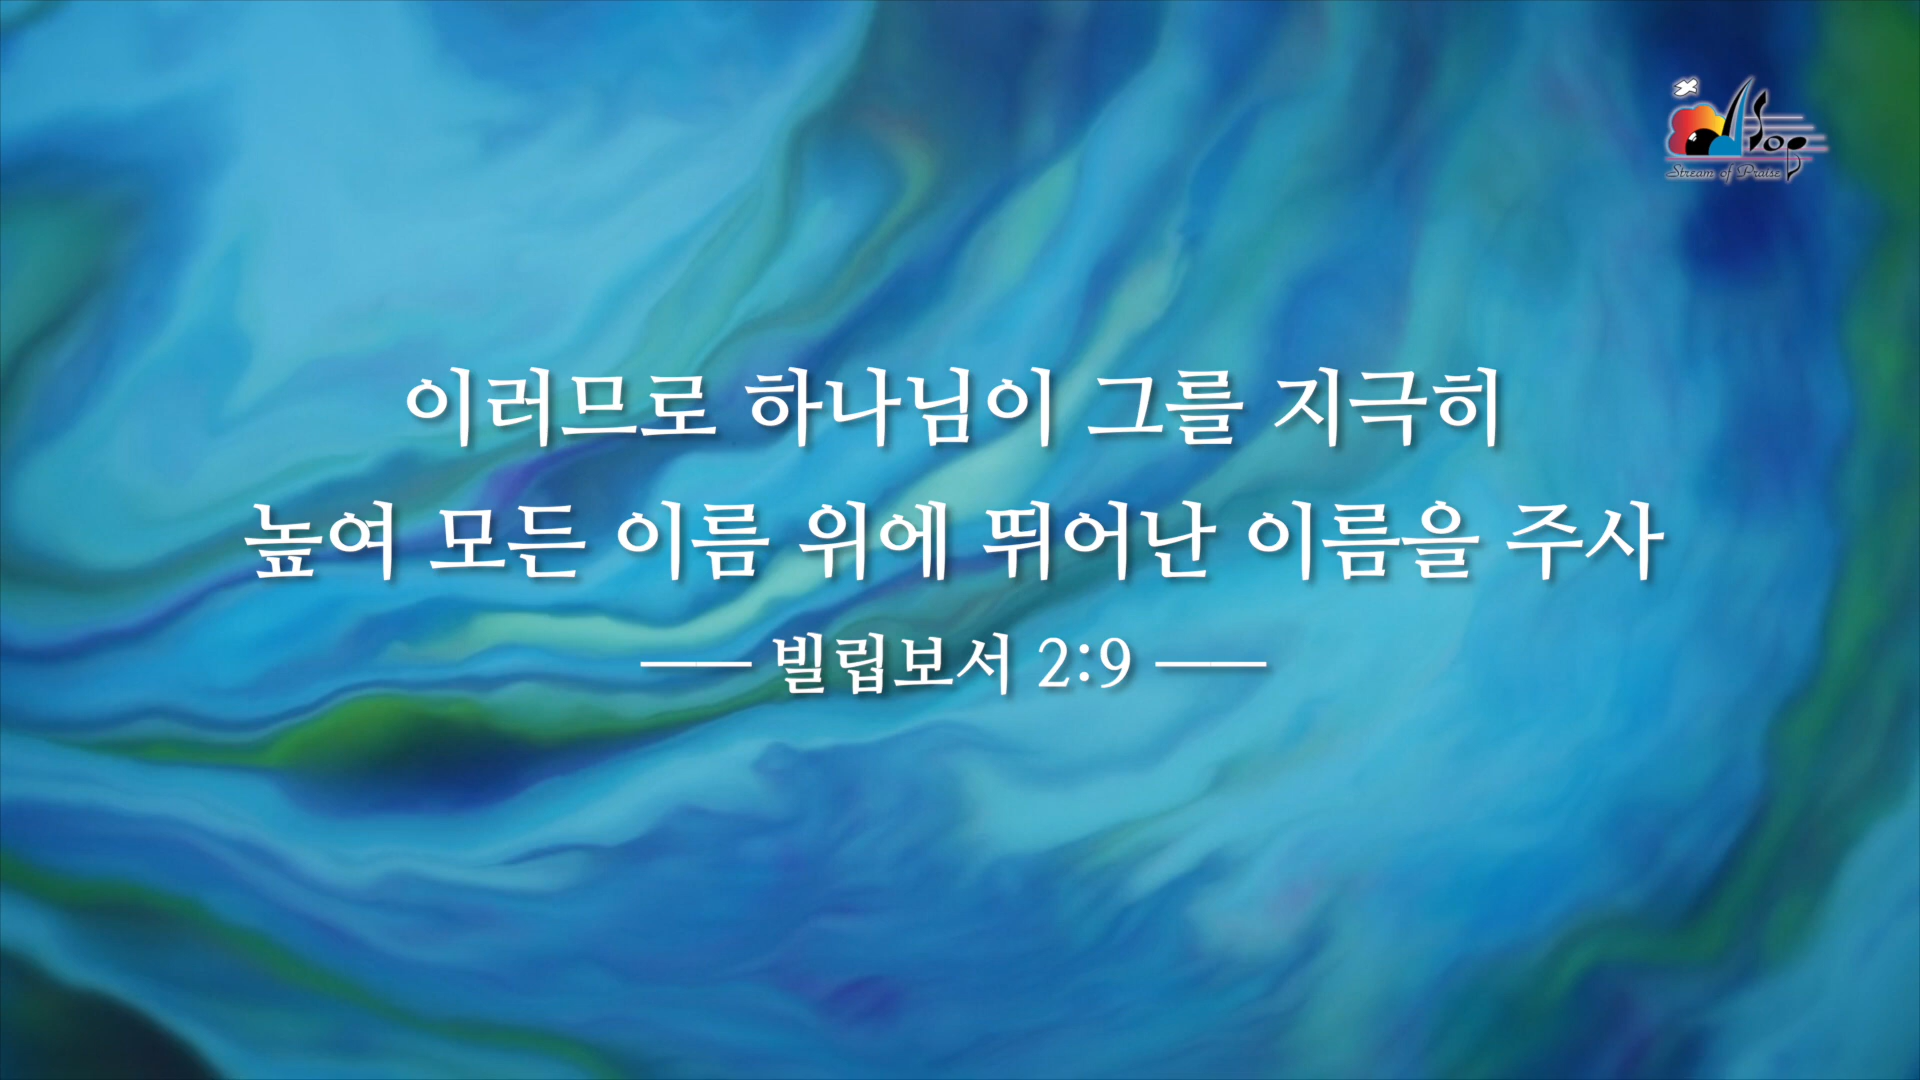 SOP
Stream of Praise
이러므로 하나님이 그를 지극히
높여 모든 이름 위에 뛰어난 이름을 주사
—— 빌립보서 2:9 ——